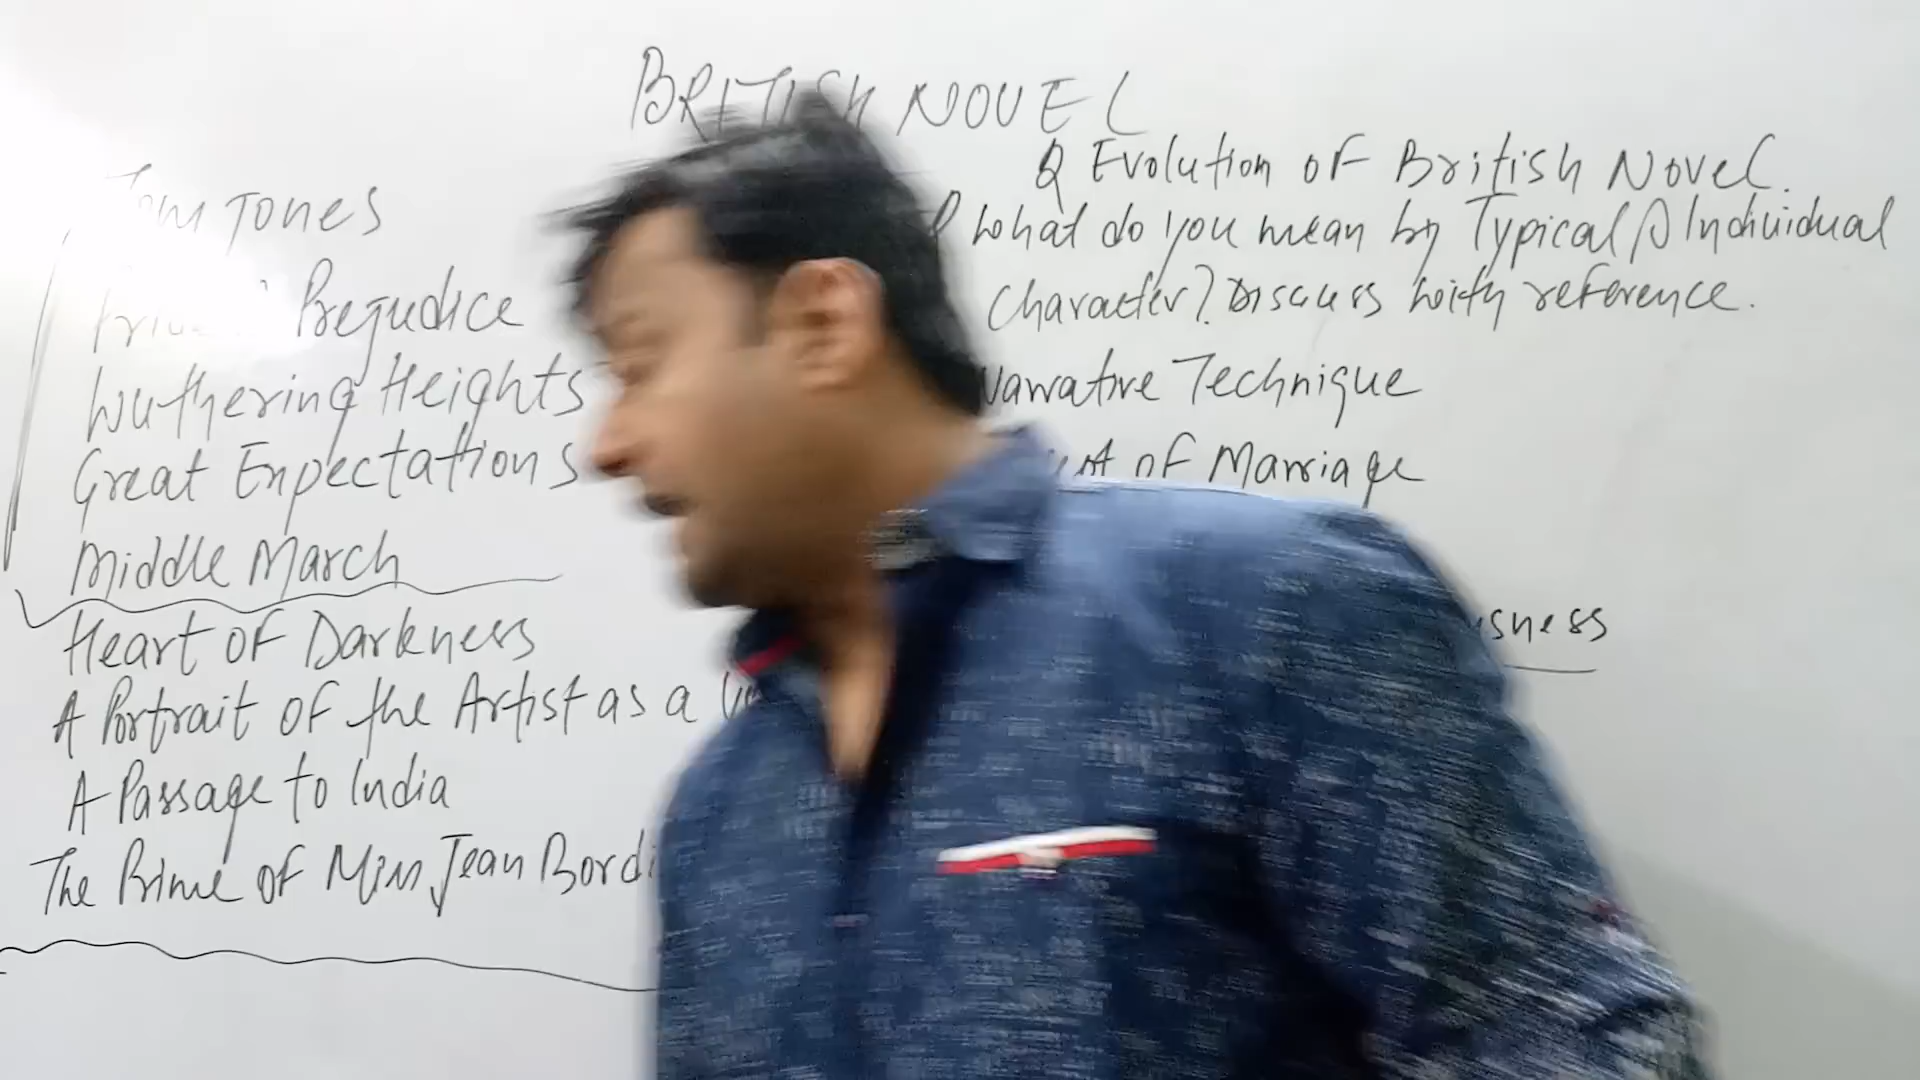 BRITISH NOVEL
Tom Jones
Prejudice
Wuthering Heights
Great Expectations
Middle March
Heart of Darkness
A Portrait of the Artist as a
A Passage to India
The Prime of Miss Jean
Q Evolution of British Novel.
What do you mean by Typical & Individual
Character? Discuss with reference.
Narrative Technique
of Marriage